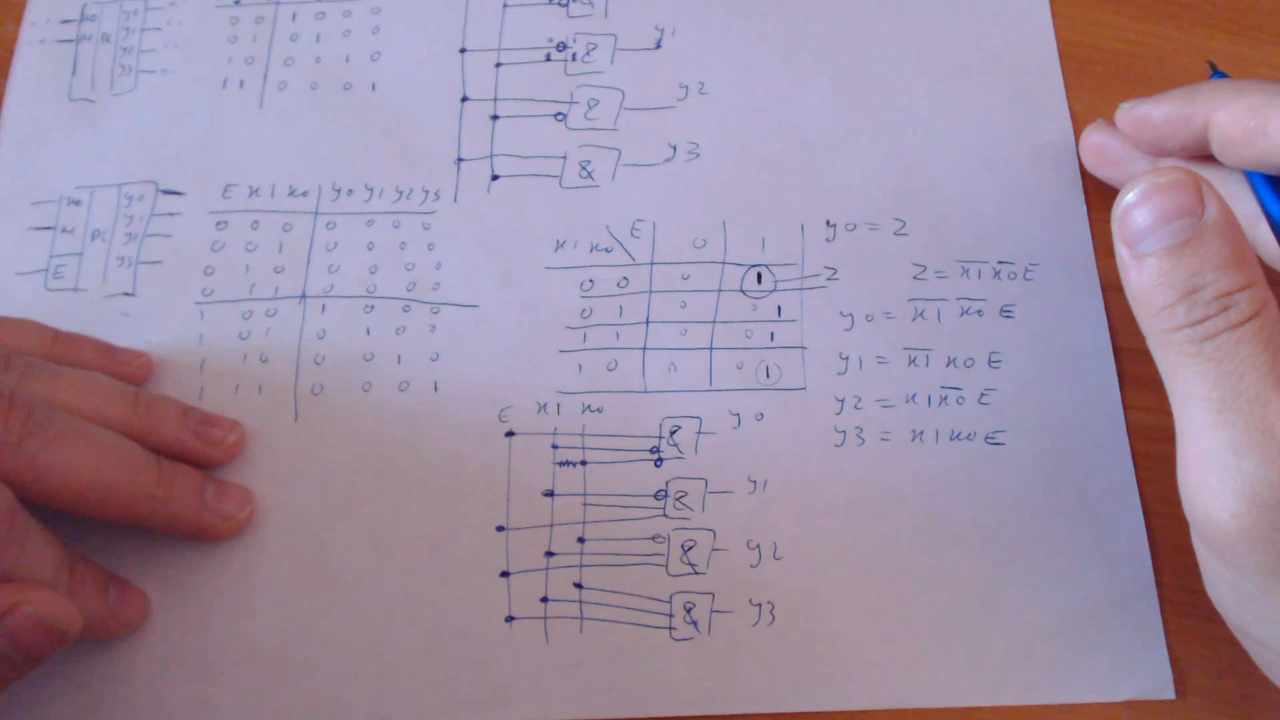 x0 y0
x1 DC y1
y2
y3
0 0 1 0 0 0
0 1 0 1 0 0
1 0 0 0 1 0
1 1 0 0 0 1
&
& y1
& y2
& y3
x0 y0
x1 DC y1
E y3
E x1 x0 y0 y1 y2 y3
0 0 0 0 0 0 0
0 0 1 0 0 0 0
0 1 0 0 0 0 0
0 1 1 0 0 0 0
1 0 0 1 0 0 0
1 0 1 0 1 0 0
1 1 0 0 0 1 0
1 1 1 0 0 0 1
x1 x0 \ E 0 1
0 0 0 1 Z
0 1 0 0 1
1 1 0 0 1
1 0 0 0 1
y0 = Z
Z = x̅1̅ x̅0̅ E
y0 = x̅1̅ x̅0̅ E
y1 = x̅1̅ x0 E
y2 = x1 x̅0̅ E
y3 = x1 x0 E
E x1 x0
& y0
& y1
& y2
& y3